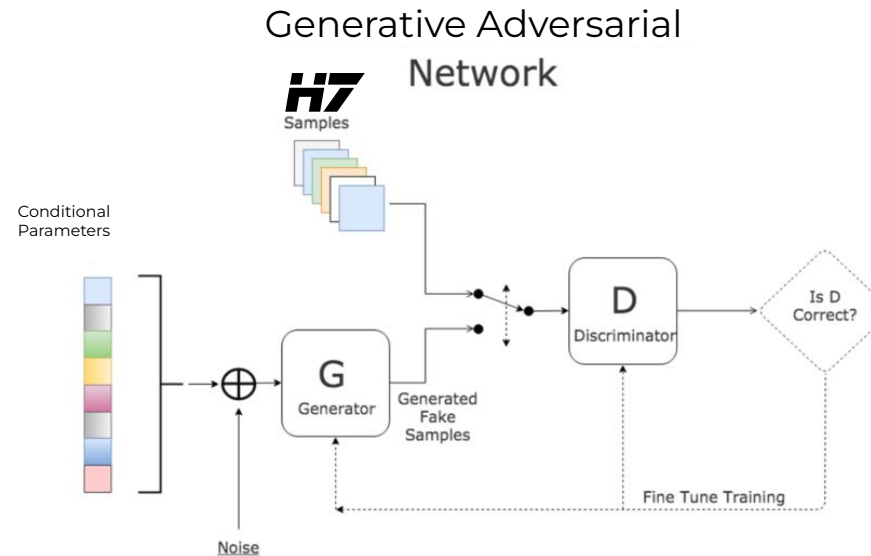 Generative Adversarial
Network
H7
Samples
Conditional
Parameters
Is D
Correct?
D
Discriminator
G
Generator
Generated
Fake
Samples
Fine Tune Training
Noise